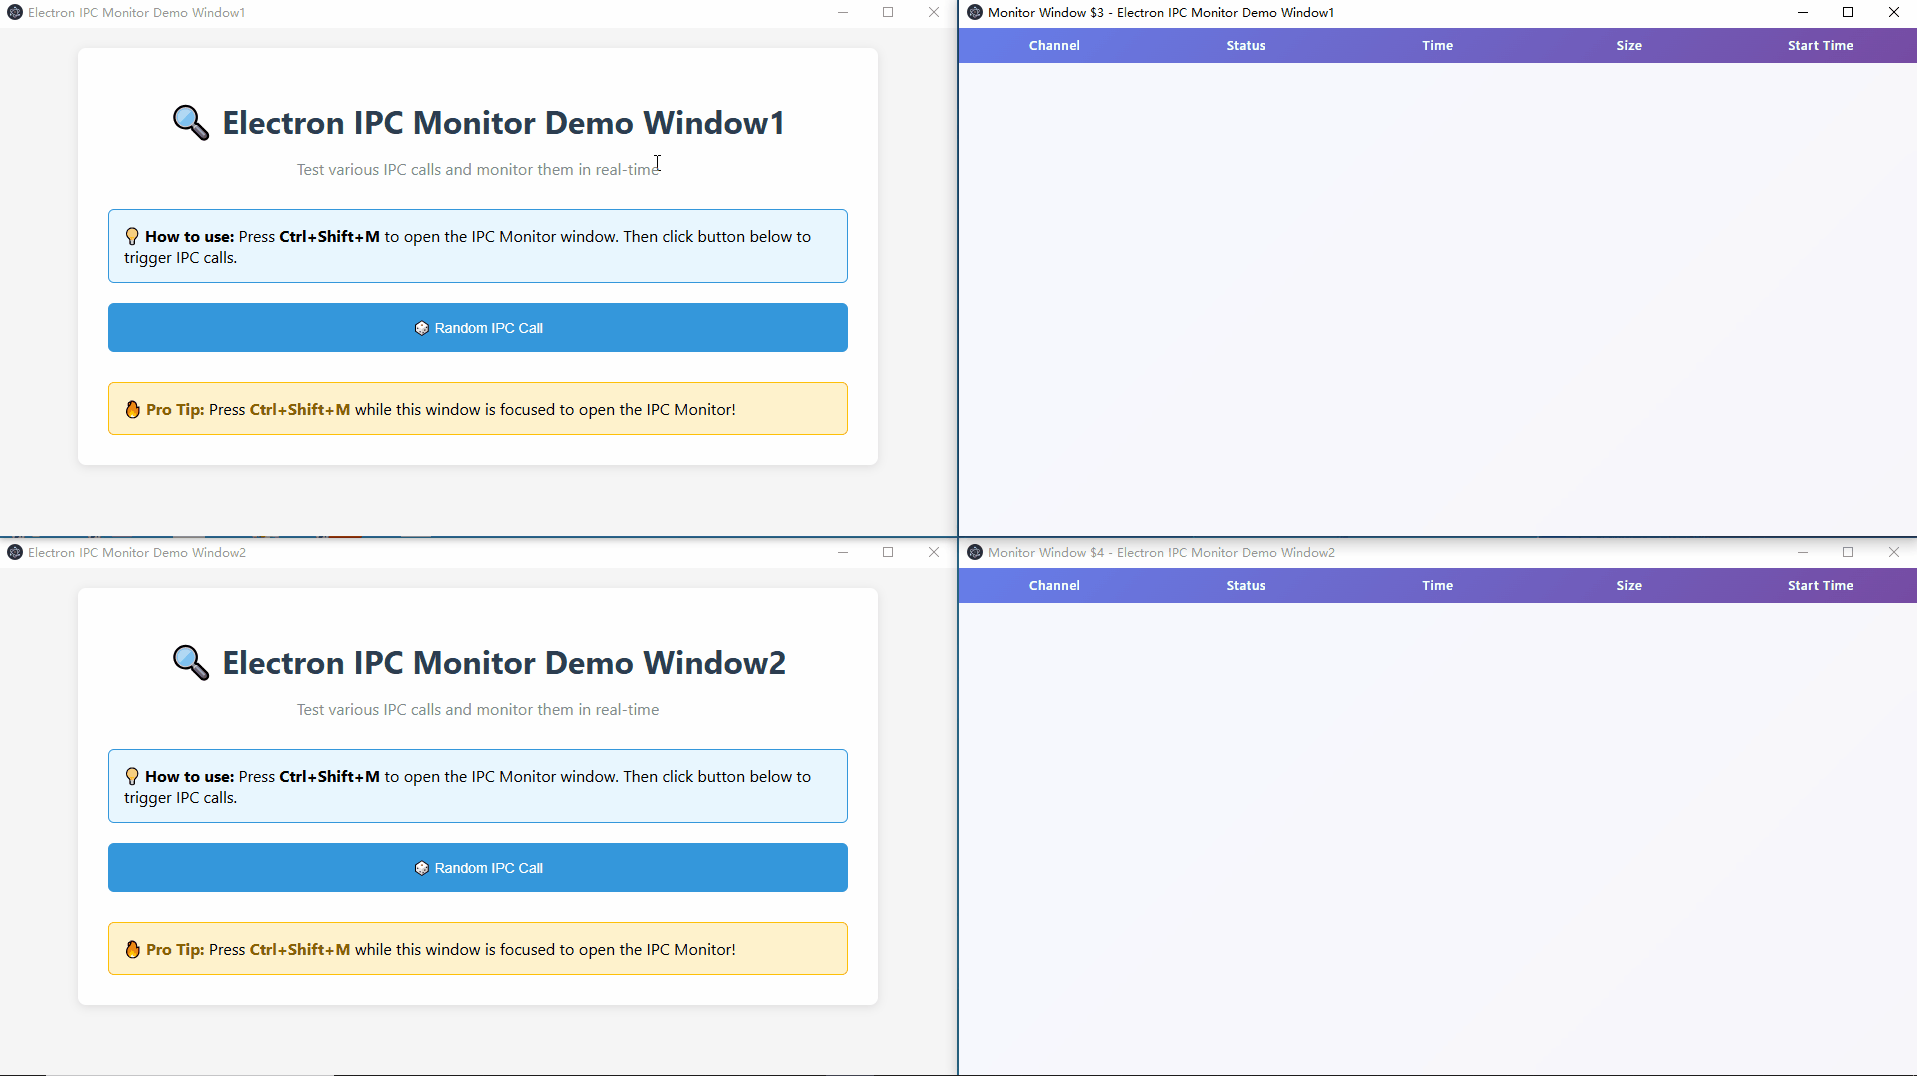 Electron IPC Monitor Demo Window1
Electron IPC Monitor Demo Window1
Test various IPC calls and monitor them in real-time
How to use: Press Ctrl+Shift+M to open the IPC Monitor window. Then click button below to
trigger IPC calls.
Random IPC Call
Pro Tip: Press Ctrl+Shift+M while this window is focused to open the IPC Monitor!
Monitor Window $3 - Electron IPC Monitor Demo Window1
Channel Status Time Size Start Time
Electron IPC Monitor Demo Window2
Electron IPC Monitor Demo Window2
Test various IPC calls and monitor them in real-time
How to use: Press Ctrl+Shift+M to open the IPC Monitor window. Then click button below to
trigger IPC calls.
Random IPC Call
Pro Tip: Press Ctrl+Shift+M while this window is focused to open the IPC Monitor!
Monitor Window $4 - Electron IPC Monitor Demo Window2
Channel Status Time Size Start Time